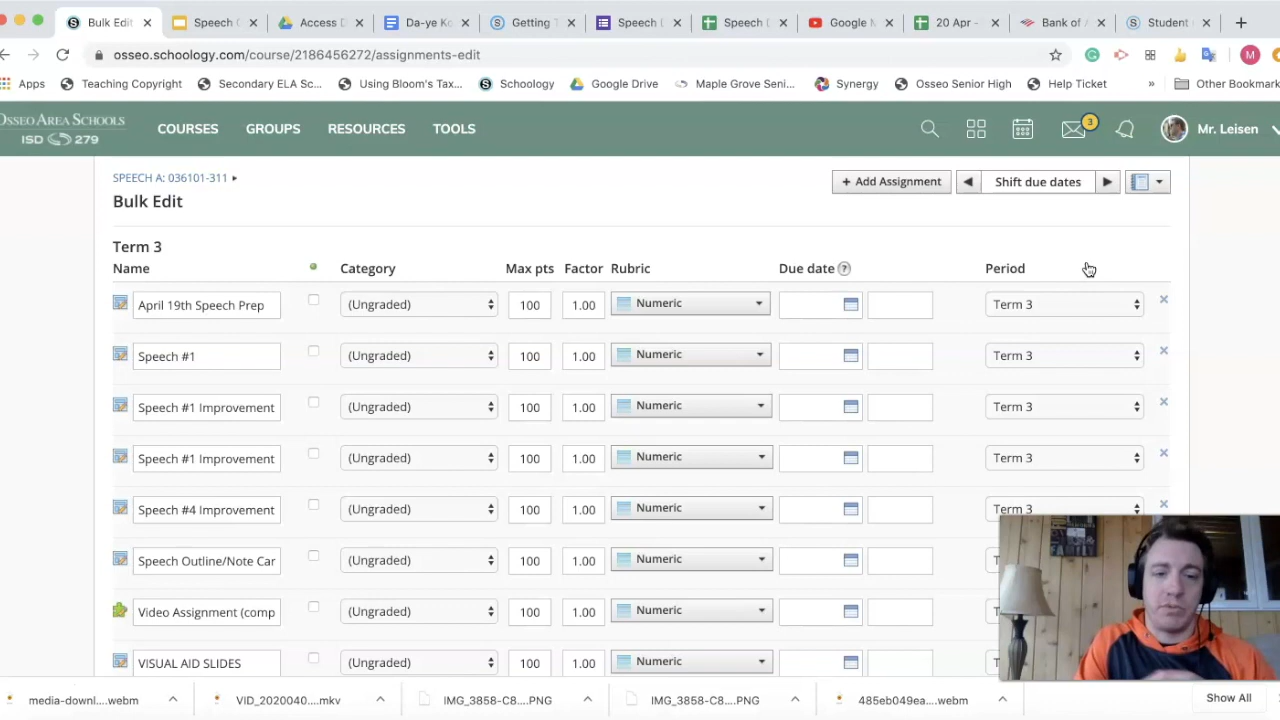 Bulk Edit
Speech
Access D
Da-ye Ko
Getting
Speech
Speech D
Google
20 Apr -
Bank of
Student
osseo.schoology.com/course/2186456272/assignments-edit
M
Apps
Teaching Copyright
Secondary ELA Sc...
Using Bloom's Tax...
Schoology
Google Drive
Maple Grove Seni...
Synergy
Osseo Senior High
Help Ticket
»
Other Bookmark
OSSEO AREA SCHOOLS
ISD 279
COURSES
GROUPS
RESOURCES
TOOLS
3
Mr. Leisen
SPEECH A: 036101-311
+ Add Assignment
Shift due dates
Bulk Edit
Term 3
Name Category Max pts Factor Rubric Due date ? Period
April 19th Speech Prep (Ungraded) 100 1.00 Numeric Term 3
Speech #1 (Ungraded) 100 1.00 Numeric Term 3
Speech #1 Improvement (Ungraded) 100 1.00 Numeric Term 3
Speech #1 Improvement (Ungraded) 100 1.00 Numeric Term 3
Speech #4 Improvement (Ungraded) 100 1.00 Numeric Term 3
Speech Outline/Note Car (Ungraded) 100 1.00 Numeric
Video Assignment (comp (Ungraded) 100 1.00 Numeric
VISUAL AID SLIDES (Ungraded) 100 1.00 Numeric
media-downl....webm
VID_2020040....mkv
IMG_3858-C8....PNG
IMG_3858-C8....PNG
485eb049ea....webm
Show All